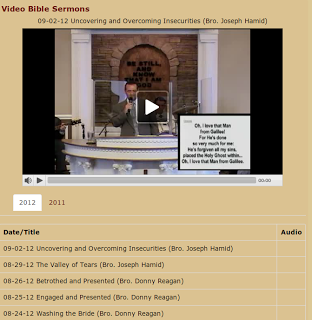 Video Bible Sermons
09-02-12 Uncovering and Overcoming Insecurities (Bro. Joseph Hamid)
BE STILL,
AND
KNOW
THAT I AM
GOD
Oh, I love that Man
from Galilee!
For He's done
so very much for me:
He's forgiven all my sins,
placed the Holy Ghost within...
Oh, I love that Man from Galilee.
00:00
2012 2011
Date/Title Audio
09-02-12 Uncovering and Overcoming Insecurities (Bro. Joseph Hamid)
08-29-12 The Valley of Tears (Bro. Joseph Hamid)
08-26-12 Betrothed and Presented (Bro. Donny Reagan)
08-25-12 Engaged and Presented (Bro. Donny Reagan)
08-24-12 Washing the Bride (Bro. Donny Reagan)